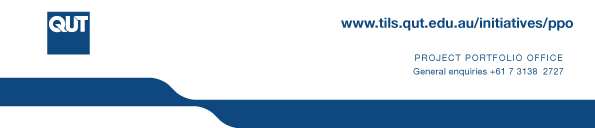 QUT
www.tils.qut.edu.au/initiatives/ppo
PROJECT PORTFOLIO OFFICE
General enquiries +61 7 3138 2727